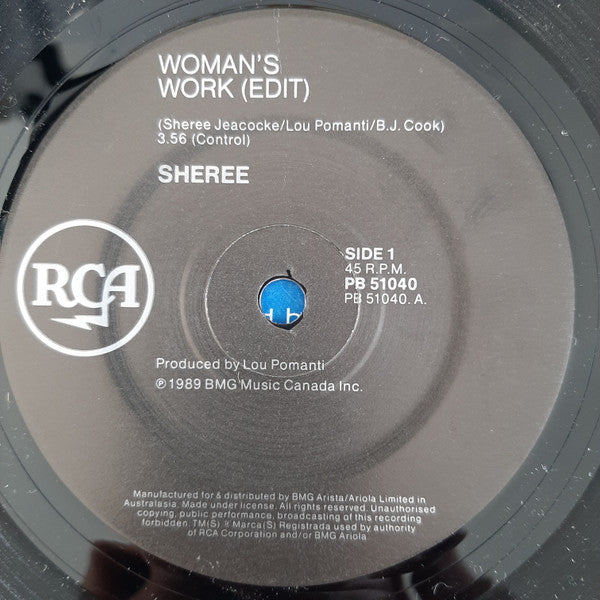 WOMAN'S
WORK (EDIT)
(Sheree Jeacocke/Lou Pomanti/B.J. Cook)
3.56 (Control)
SHEREE
SIDE 1
45 R.P.M.
PB 51040
PB 51040. A.
RCA
Produced by Lou Pomanti
℗ 1989 BMG Music Canada Inc.
Manufactured for & distributed by BMG Arista/Ariola Limited in
Australasia. Made under license. All rights reserved. Unauthorised
copying, public performance, broadcasting of this recording
forbidden. TM(S) ® Marca(S) Registrada used by authority
of RCA Corporation and/or BMG Ariola